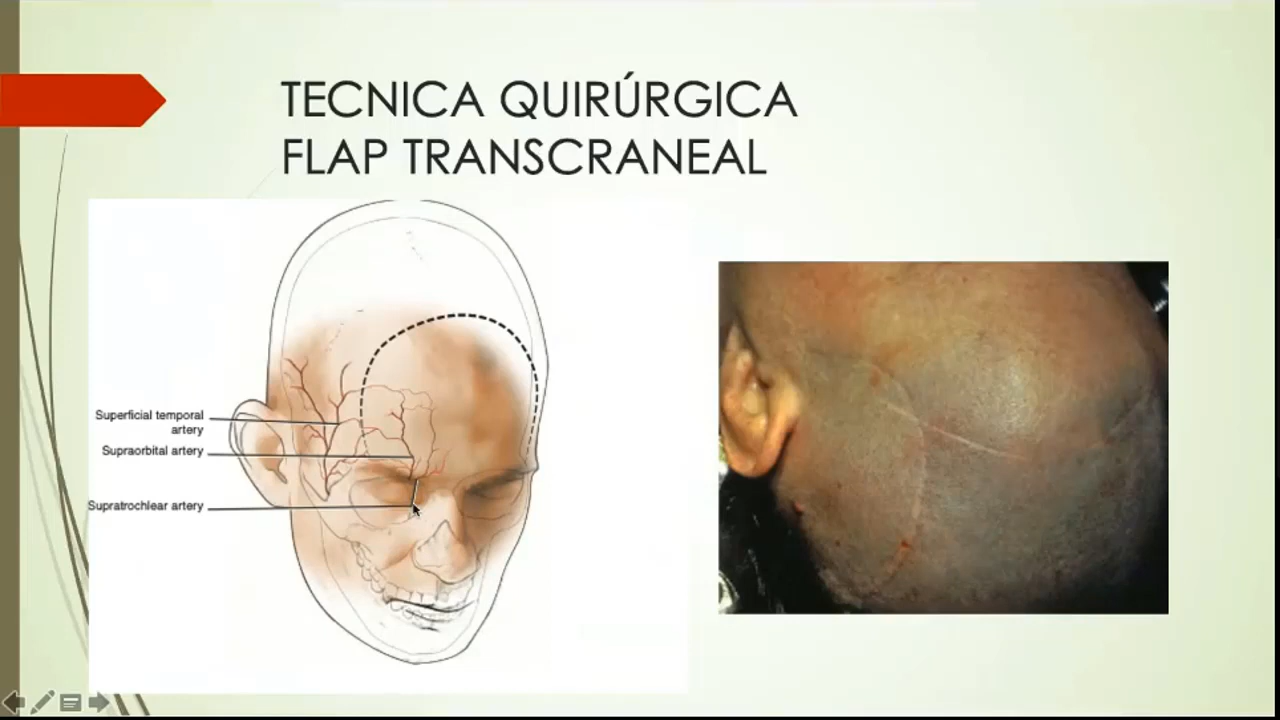 TECNICA QUIRÚRGICA
FLAP TRANSCRANEAL
Superficial temporal
artery
Supraorbital artery
Supratrochlear artery